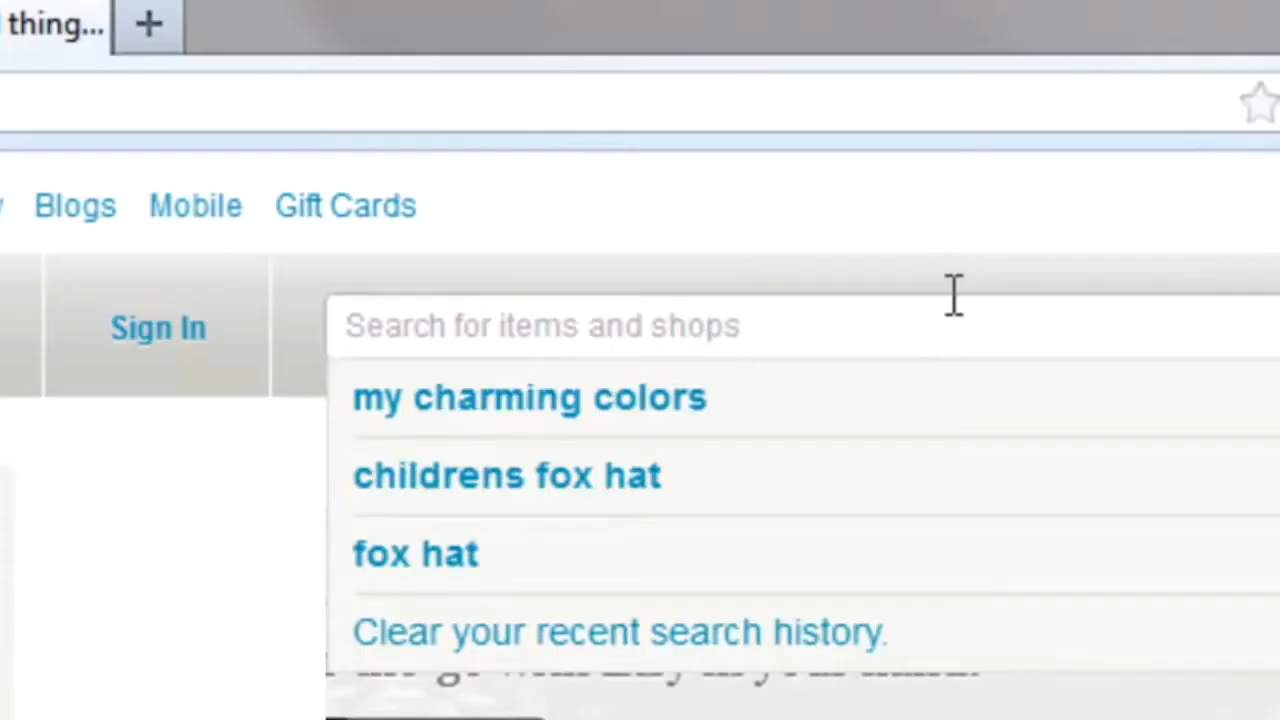 thing...
Blogs Mobile Gift Cards
Sign In
Search for items and shops
my charming colors
childrens fox hat
fox hat
Clear your recent search history.